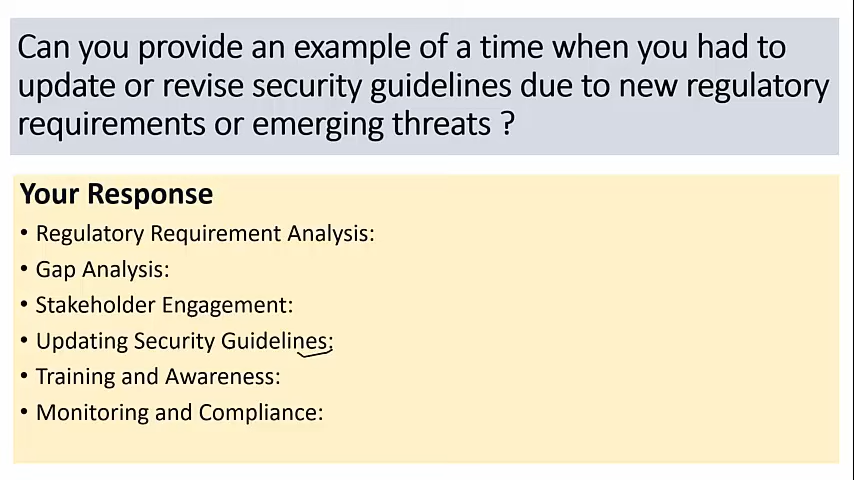 Can you provide an example of a time when you had to
update or revise security guidelines due to new regulatory
requirements or emerging threats ?
Your Response
• Regulatory Requirement Analysis:
• Gap Analysis:
• Stakeholder Engagement:
• Updating Security Guidelines:
• Training and Awareness:
• Monitoring and Compliance: